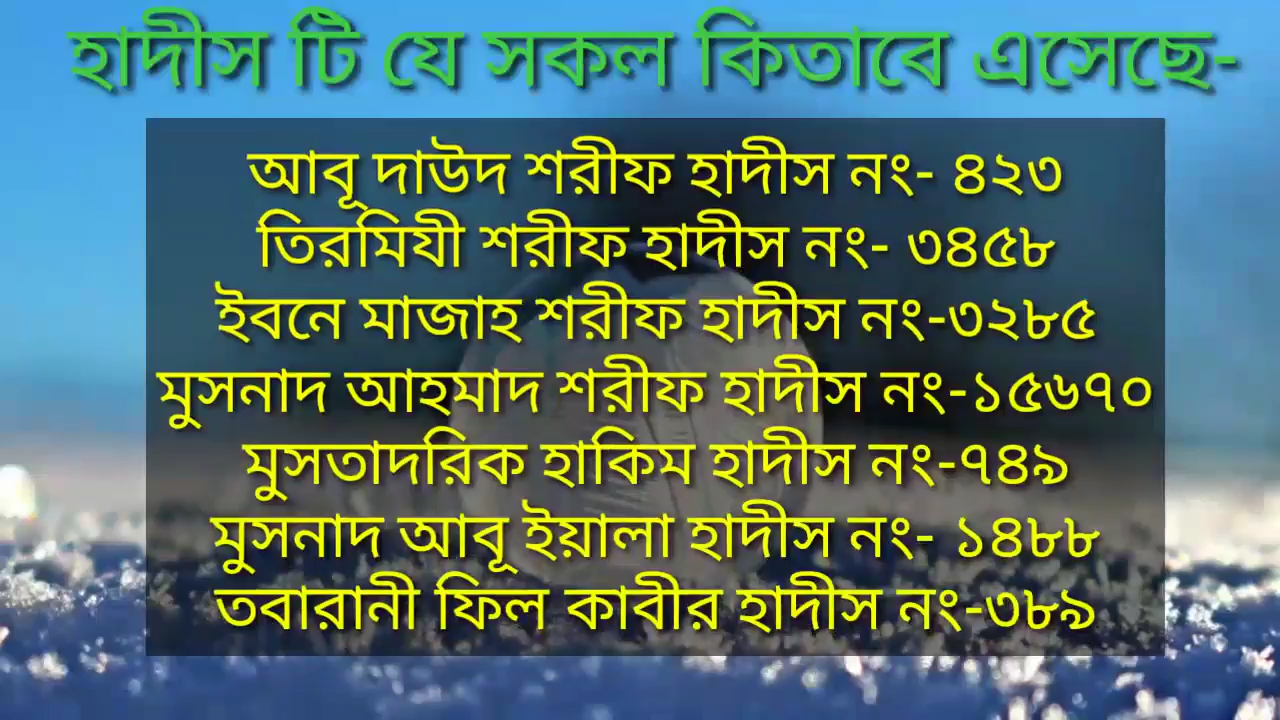 হাদীস টি যে সকল কিতাবে এসেছে-
আবূ দাউদ শরীফ হাদীস নং- ৪২৩
তিরমিযী শরীফ হাদীস নং- ৩৪৫৮
ইবনে মাজাহ শরীফ হাদীস নং-৩২৮৫
মুসনাদ আহমাদ শরীফ হাদীস নং-১৫৬৭০
মুসতাদরিক হাকিম হাদীস নং-৭৪৯
মুসনাদ আবূ ইয়ালা হাদীস নং- ১৪৮৮
তবারানী ফিল কাবীর হাদীস নং-৩৮৯